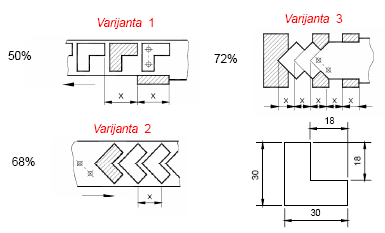 Varijanta 1
50%
x x
Varijanta 3
72%
x x x x x
Varijanta 2
68%
x
18
30
18
30